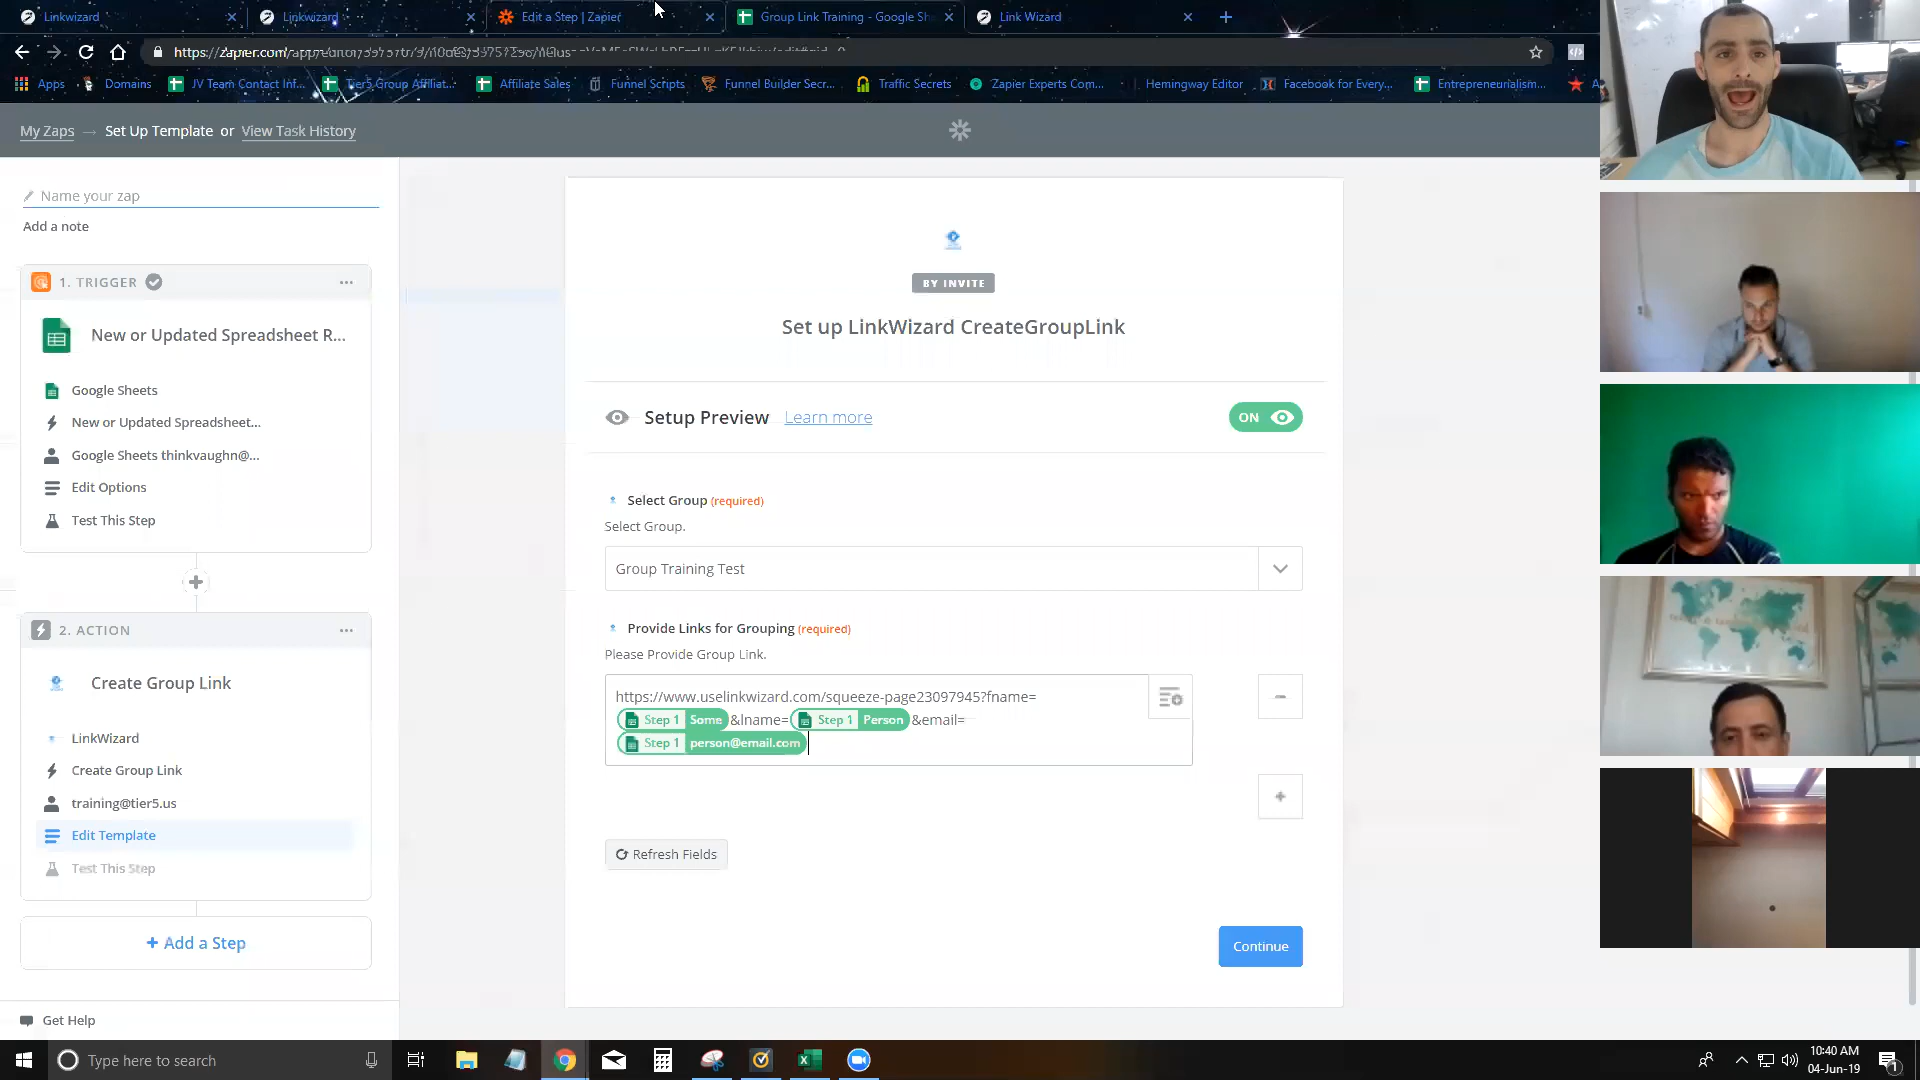 Linkwizard
Linkwizard
Edit a Step | Zapier
Group Link Training - Google Sh
Link Wizard
Apps
Domains
JV Team Contact Inf...
Tier5 Group Affiliat...
Affiliate Sales
Funnel Scripts
Funnel Builder Secr...
Traffic Secrets
Zapier Experts Com...
Hemingway Editor
Facebook for Every...
Entrepreneurialism...
My Zaps → Set Up Template or View Task History
Name your zap
Add a note
1. TRIGGER
New or Updated Spreadsheet R...
Google Sheets
New or Updated Spreadsheet...
Google Sheets thinkvaughn@...
Edit Options
Test This Step
2. ACTION
Create Group Link
LinkWizard
Create Group Link
training@tier5.us
Edit Template
Test This Step
+ Add a Step
Get Help
BY INVITE
Set up LinkWizard CreateGroupLink
Setup Preview Learn more
ON
Select Group (required)
Select Group.
Group Training Test
Provide Links for Grouping (required)
Please Provide Group Link.
https://www.uselinkwizard.com/squeeze-page23097945?fname=
Step 1 Some &lname= Step 1 Person &email=
Step 1 person@email.com
Refresh Fields
Continue
Type here to search
10:40 AM
04-Jun-19
1